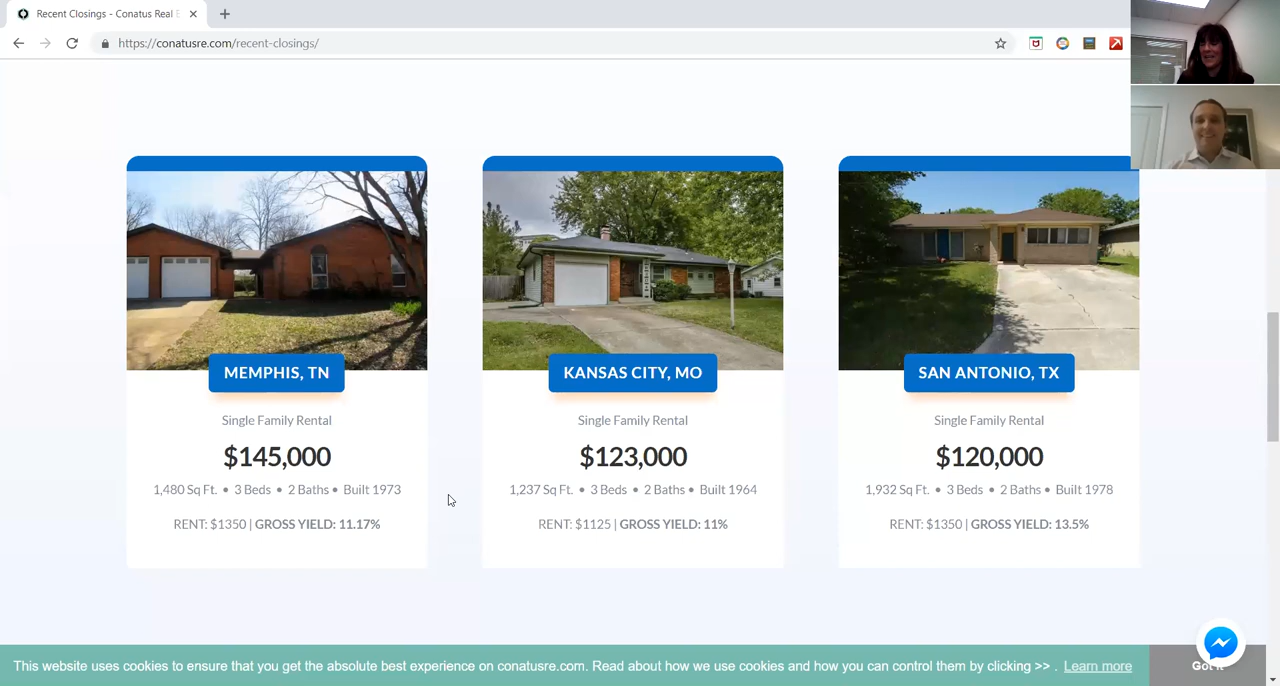 Recent Closings - Conatus Real E
https://conatusre.com/recent-closings/
MEMPHIS, TN
Single Family Rental
$145,000
1,480 Sq Ft. • 3 Beds • 2 Baths • Built 1973
RENT: $1350 | GROSS YIELD: 11.17%
KANSAS CITY, MO
Single Family Rental
$123,000
1,237 Sq Ft. • 3 Beds • 2 Baths • Built 1964
RENT: $1125 | GROSS YIELD: 11%
SAN ANTONIO, TX
Single Family Rental
$120,000
1,932 Sq Ft. • 3 Beds • 2 Baths • Built 1978
RENT: $1350 | GROSS YIELD: 13.5%
This website uses cookies to ensure that you get the absolute best experience on conatusre.com. Read about how we use cookies and how you can control them by clicking >> . Learn more